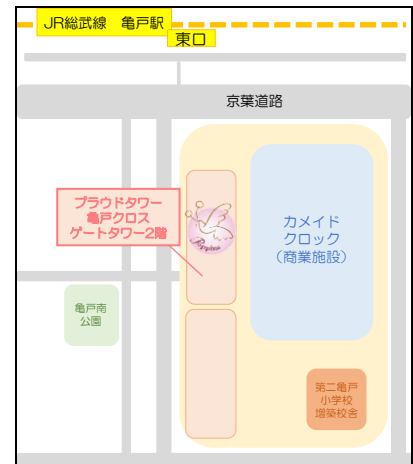 JR総武線　亀戸駅
東口
京葉道路
プラウドタワー
亀戸クロス
ゲートタワー2階
カメイド
クロック
（商業施設）
亀戸南
公園
第二亀戸
小学校
増築校舎